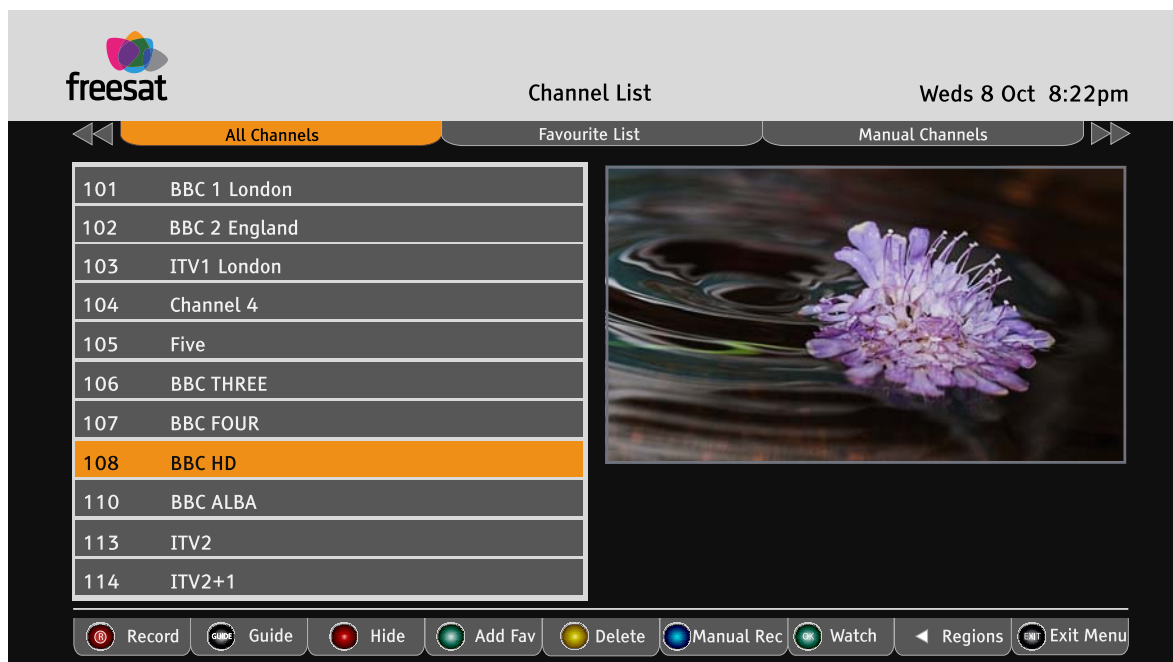 freesat
Channel List
Weds 8 Oct 8:22pm
All Channels
Favourite List
Manual Channels
101 BBC 1 London
102 BBC 2 England
103 ITV1 London
104 Channel 4
105 Five
106 BBC THREE
107 BBC FOUR
108 BBC HD
110 BBC ALBA
113 ITV2
114 ITV2+1
R Record
GUIDE Guide
Hide
Add Fav
Delete
Manual Rec
OK Watch
Regions
EXIT Exit Menu